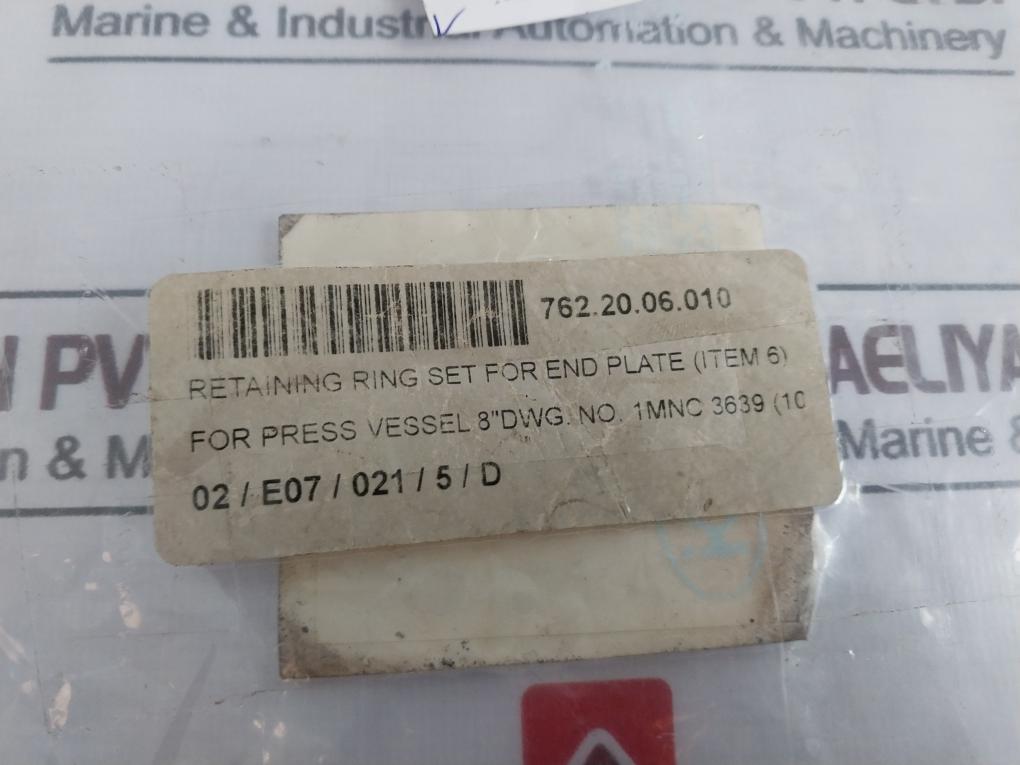 Marine & Industrial Automation & Machinery
762.20.06.010
RETAINING RING SET FOR END PLATE (ITEM 6)
FOR PRESS VESSEL 8"DWG. NO. 1MNC 3639 (10
02 / E07 / 021 / 5 / D
PV
AELIYA
n & M
Marine &